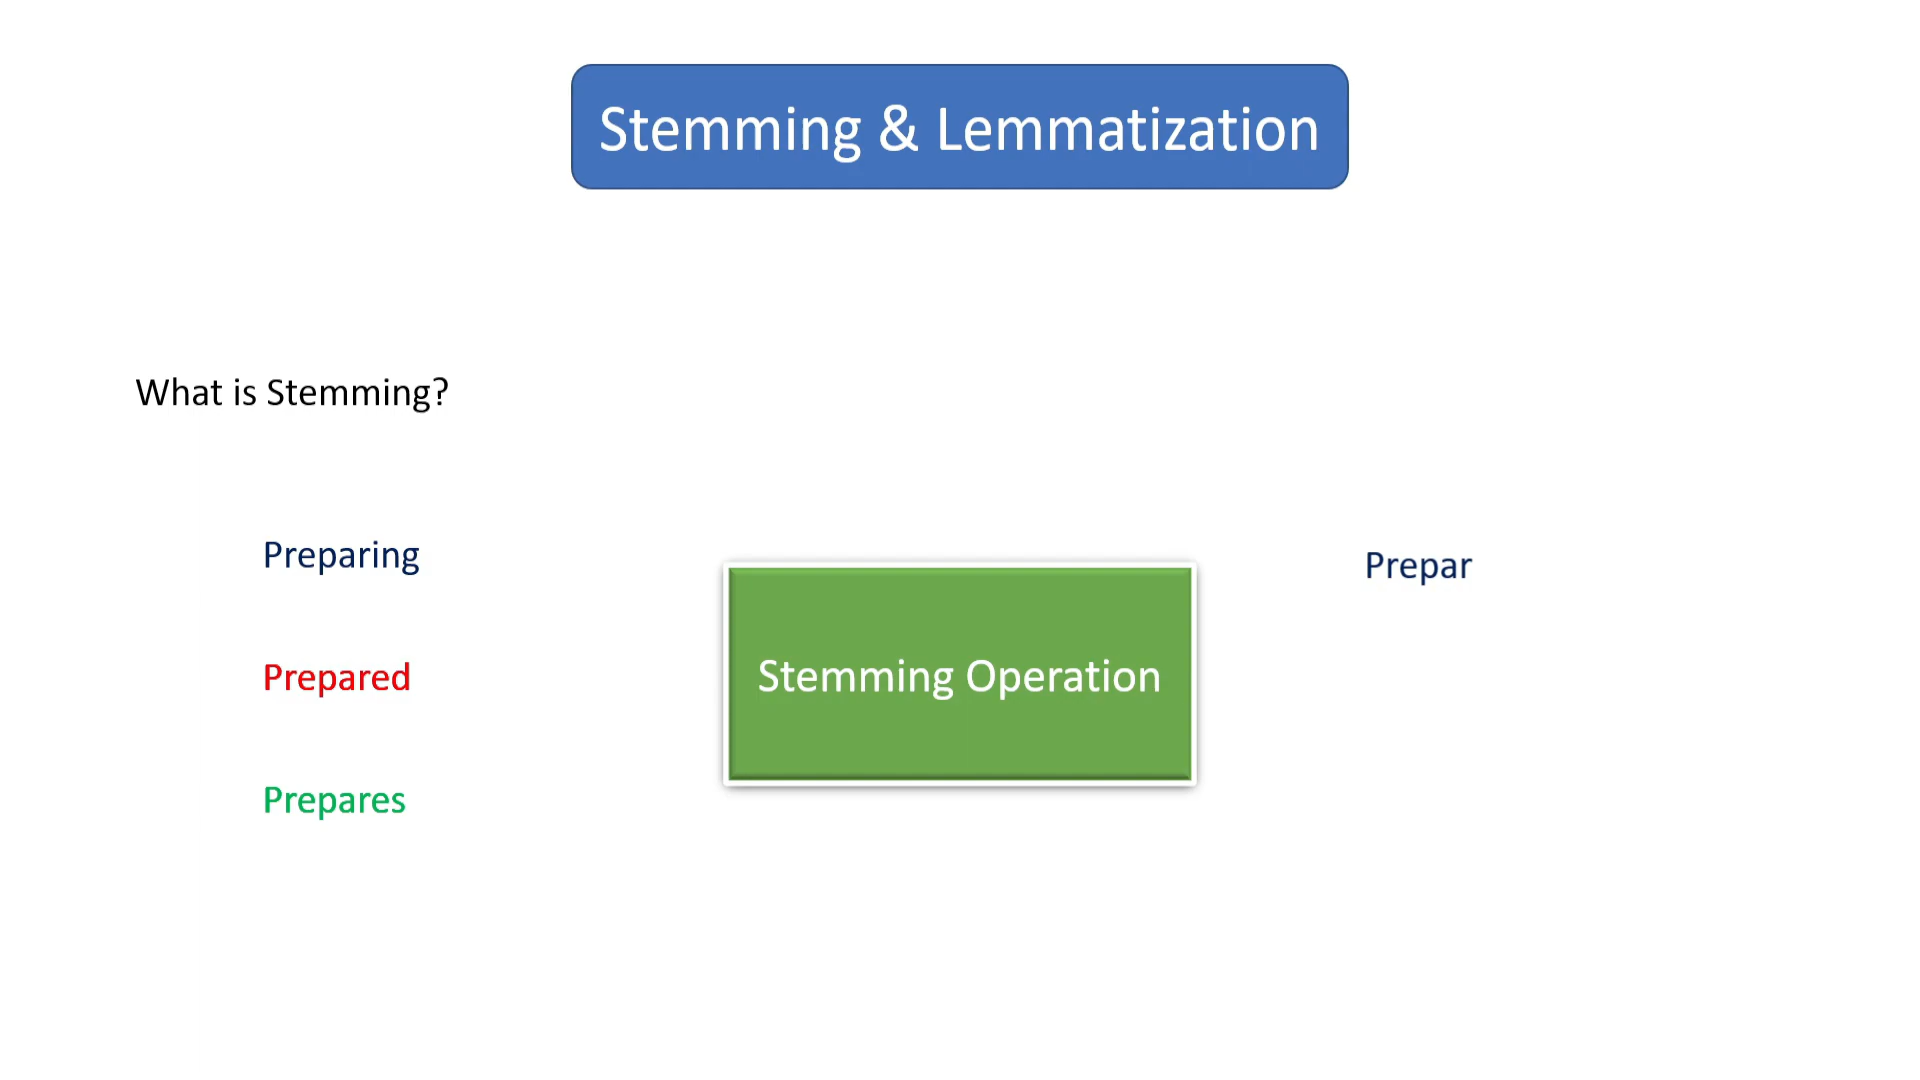 Stemming & Lemmatization
What is Stemming?
Preparing
Prepared
Prepares
Stemming Operation
Prepar